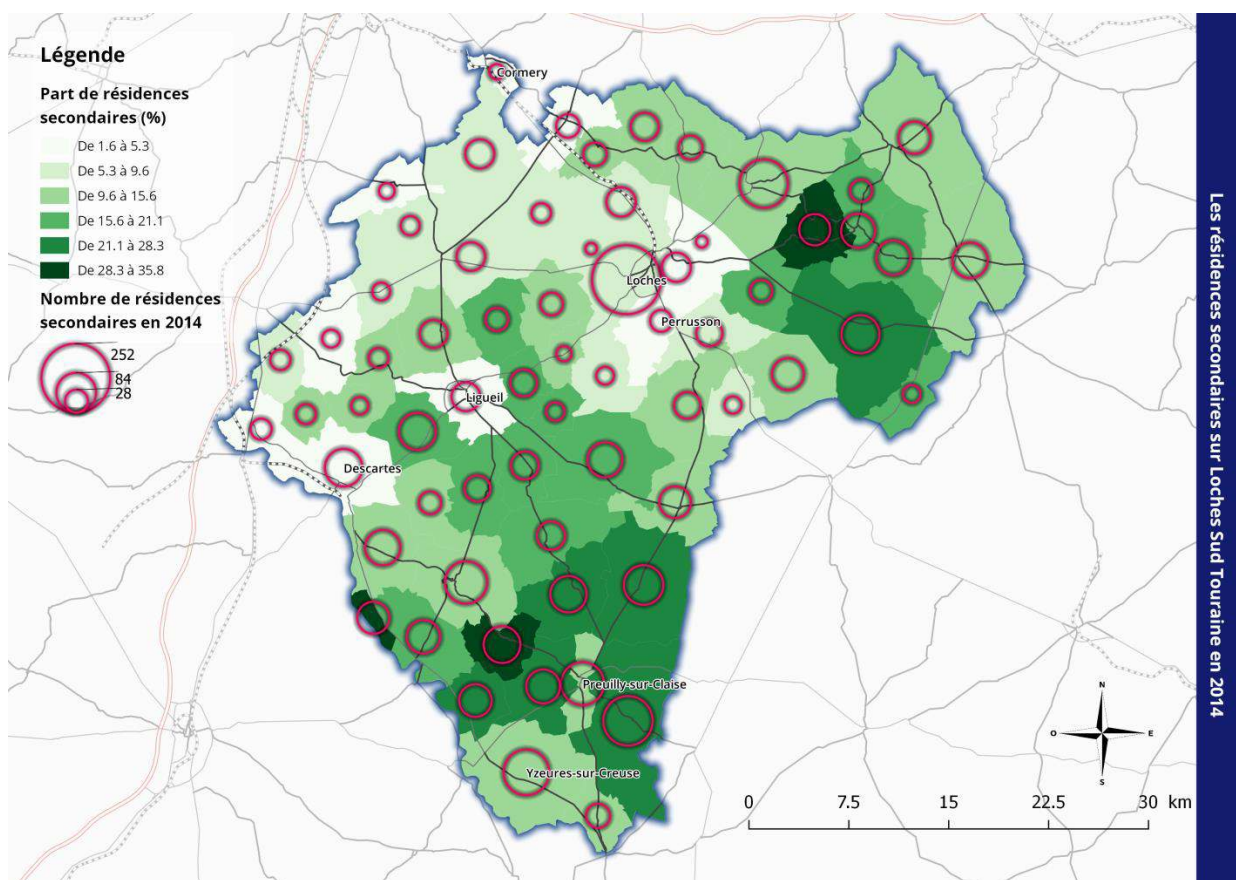 Légende
Part de résidences
secondaires (%)
De 1.6 à 5.3
De 5.3 à 9.6
De 9.6 à 15.6
De 15.6 à 21.1
De 21.1 à 28.3
De 28.3 à 35.8
Nombre de résidences
secondaires en 2014
252
84
28
Cormery
Loches
Perrusson
Ligueil
Descartes
Preuilly-sur-Claise
Yzeures-sur-Creuse
N
O
E
S
0 7.5 15 22.5 30 km
Les résidences secondaires sur Loches Sud Touraine en 2014